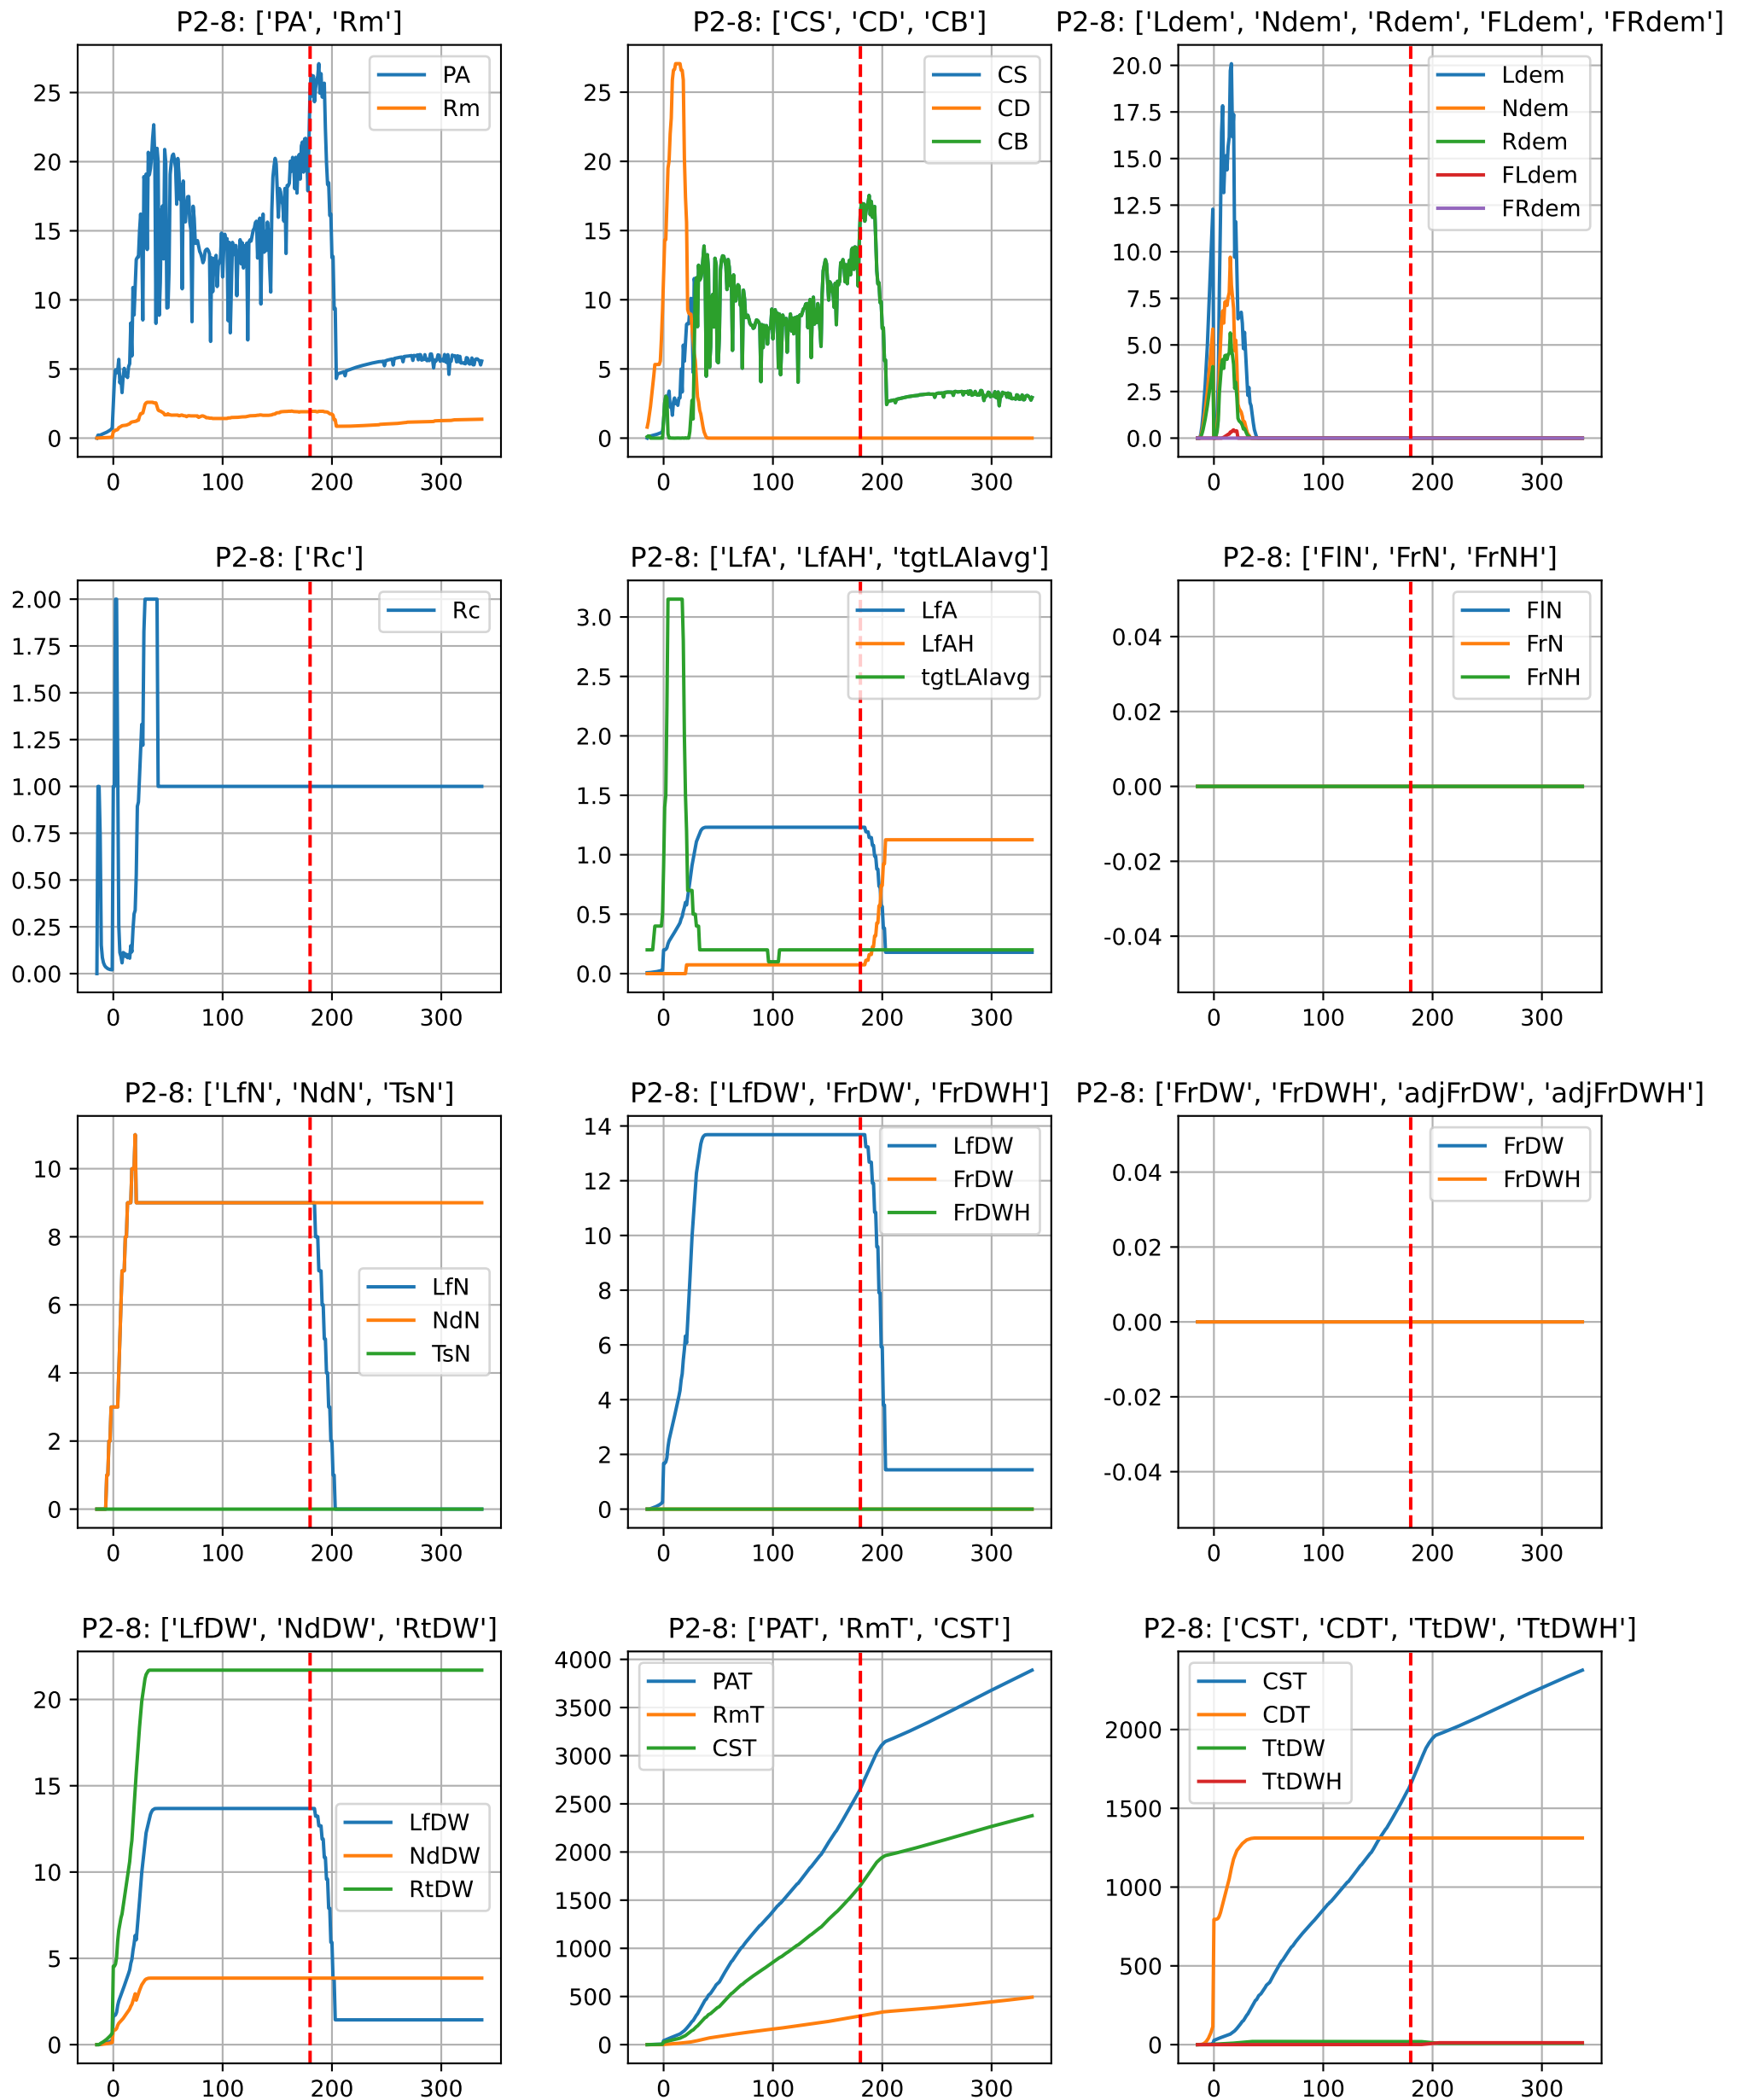 P2-8: ['PA', 'Rm']
25
20
15
10
5
0
0 100 200 300
PA
Rm
P2-8: ['CS', 'CD', 'CB']
25
20
15
10
5
0
0 100 200 300
CS
CD
CB
P2-8: ['Ldem', 'Ndem', 'Rdem', 'FLdem', 'FRdem']
20.0
17.5
15.0
12.5
10.0
7.5
5.0
2.5
0.0
0 100 200 300
Ldem
Ndem
Rdem
FLdem
FRdem
P2-8: ['Rc']
2.00
1.75
1.50
1.25
1.00
0.75
0.50
0.25
0.00
0 100 200 300
Rc
P2-8: ['LfA', 'LfAH', 'tgtLAIavg']
3.0
2.5
2.0
1.5
1.0
0.5
0.0
0 100 200 300
LfA
LfAH
tgtLAIavg
P2-8: ['FlN', 'FrN', 'FrNH']
0.04
0.02
0.00
-0.02
-0.04
0 100 200 300
FlN
FrN
FrNH
P2-8: ['LfN', 'NdN', 'TsN']
10
8
6
4
2
0
0 100 200 300
LfN
NdN
TsN
P2-8: ['LfDW', 'FrDW', 'FrDWH']
14
12
10
8
6
4
2
0
0 100 200 300
LfDW
FrDW
FrDWH
P2-8: ['FrDW', 'FrDWH', 'adjFrDW', 'adjFrDWH']
0.04
0.02
0.00
-0.02
-0.04
0 100 200 300
FrDW
FrDWH
P2-8: ['LfDW', 'NdDW', 'RtDW']
20
15
10
5
0
0 100 200 300
LfDW
NdDW
RtDW
P2-8: ['PAT', 'RmT', 'CST']
4000
3500
3000
2500
2000
1500
1000
500
0
0 100 200 300
PAT
RmT
CST
P2-8: ['CST', 'CDT', 'TtDW', 'TtDWH']
2000
1500
1000
500
0
0 100 200 300
CST
CDT
TtDW
TtDWH